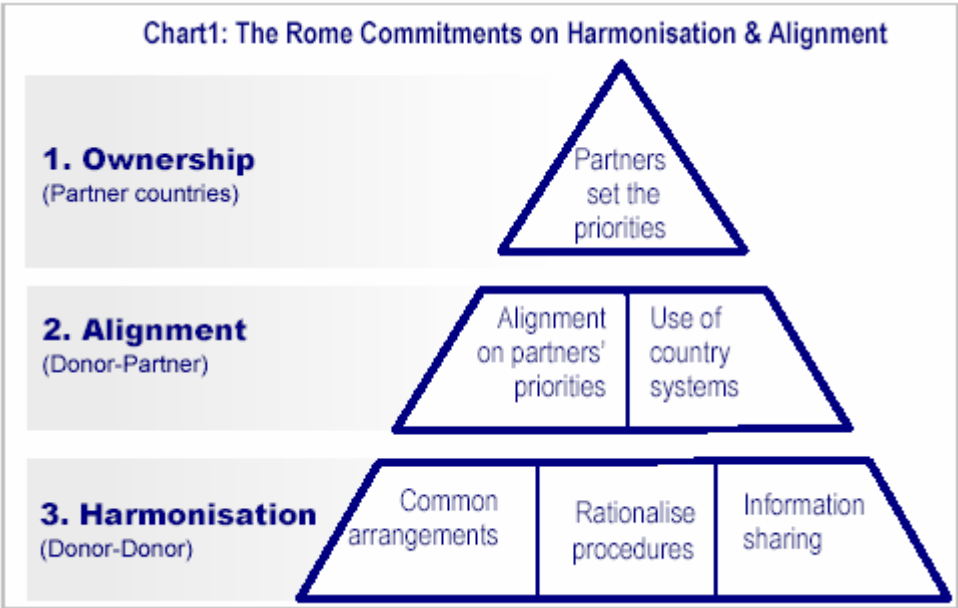 Chart1: The Rome Commitments on Harmonisation & Alignment
1. Ownership
(Partner countries)
Partners
set the
priorities
2. Alignment
(Donor-Partner)
Alignment
on partners’
priorities
Use of
country
systems
3. Harmonisation
(Donor-Donor)
Common
arrangements
Rationalise
procedures
Information
sharing